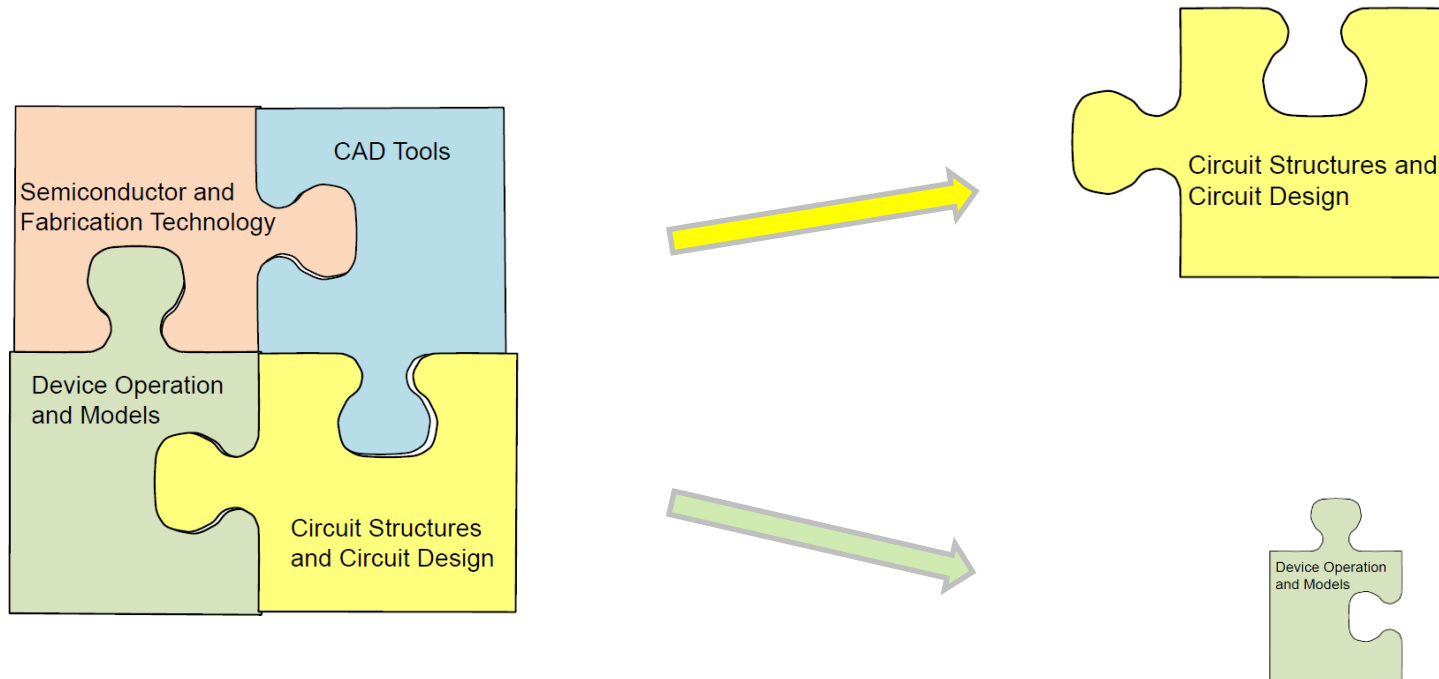 CAD Tools
Semiconductor and
Fabrication Technology
Device Operation
and Models
Circuit Structures
and Circuit Design
Circuit Structures and
Circuit Design
Device Operation
and Models